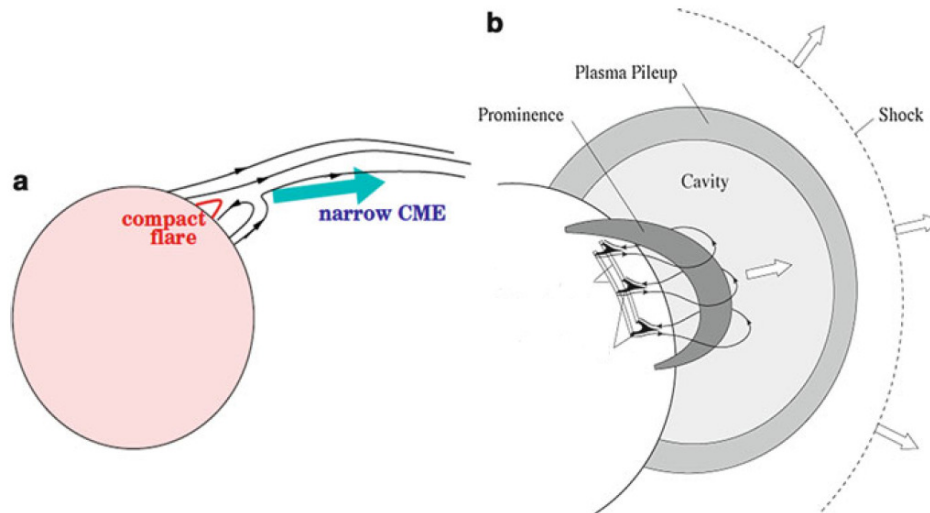 a
compact
flare
narrow CME
b
Plasma Pileup
Prominence
Shock
Cavity